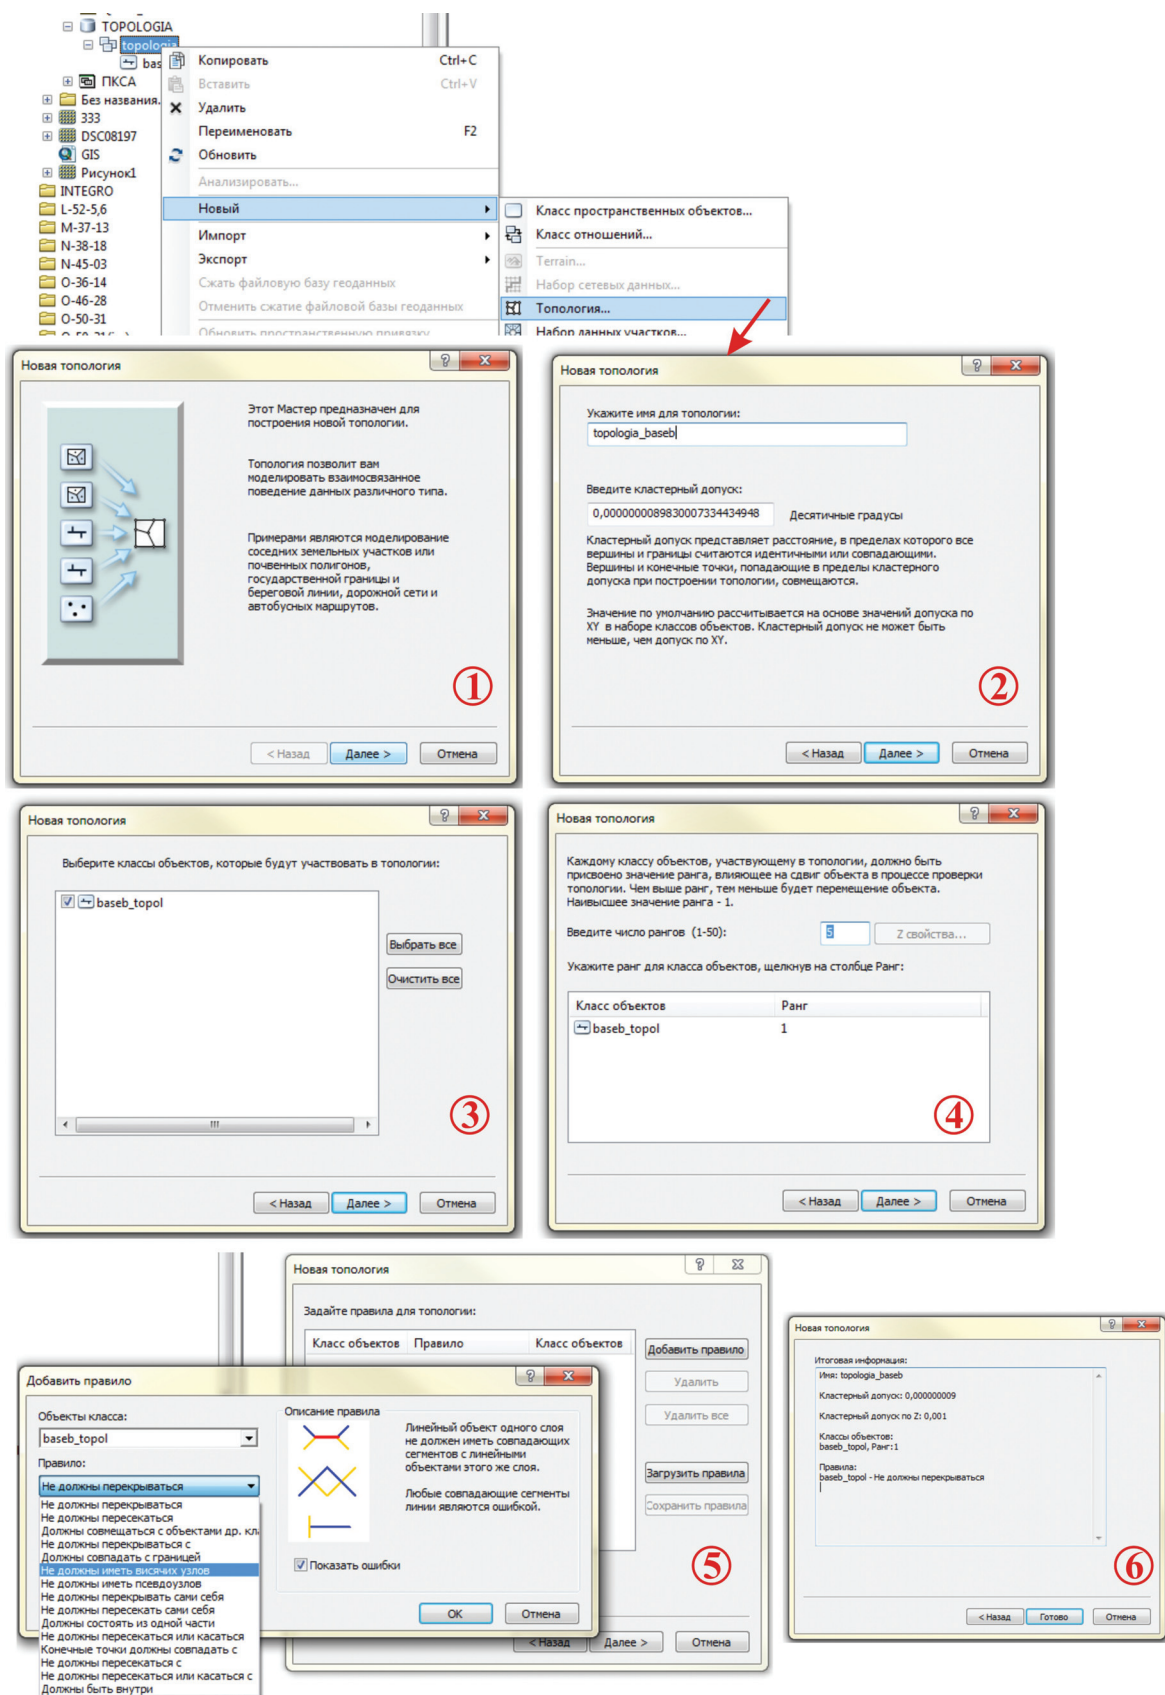 TOPOLOGIA
topologia
bas
ПКСА
Без названия.
333
DSC08197
GIS
Рисунок1
INTEGRO
L-52-5,6
M-37-13
N-38-18
N-45-03
O-36-14
O-46-28
O-50-31
Копировать Ctrl+C
Вставить Ctrl+V
Удалить
Переименовать F2
Обновить
Анализировать...
Новый
Импорт
Экспорт
Сжать файловую базу геоданных
Отменить сжатие файловой базы геоданных
Обновить пространственную привязку
Класс пространственных объектов...
Класс отношений...
Terrain...
Набор сетевых данных...
Топология...
Набор данных участков...
Новая топология
Этот Мастер предназначен для
построения новой топологии.
Топология позволит вам
моделировать взаимосвязанное
поведение данных различного типа.
Примерами являются моделирование
соседних земельных участков или
почвенных полигонов,
государственной границы и
береговой линии, дорожной сети и
автобусных маршрутов.
1
< Назад Далее > Отмена
Новая топология
Укажите имя для топологии:
topologia_baseb
Введите кластерный допуск:
0,0000000089830007334434948 Десятичные градусы
Кластерный допуск представляет расстояние, в пределах которого все
вершины и границы считаются идентичными или совпадающими.
Вершины и конечные точки, попадающие в пределы кластерного
допуска при построении топологии, совмещаются.
Значение по умолчанию рассчитывается на основе значений допуска по
XY в наборе классов объектов. Кластерный допуск не может быть
меньше, чем допуск по XY.
2
< Назад Далее > Отмена
Новая топология
Выберите классы объектов, которые будут участвовать в топологии:
baseb_topol
Выбрать все
Очистить все
3
< Назад Далее > Отмена
Новая топология
Каждому классу объектов, участвующему в топологии, должно быть
присвоено значение ранга, влияющее на сдвиг объекта в процессе проверки
топологии. Чем выше ранг, тем меньше будет перемещение объекта.
Наивысшее значение ранга - 1.
Введите число рангов (1-50): 5 Z свойства...
Укажите ранг для класса объектов, щелкнув на столбце Ранг:
Класс объектов Ранг
baseb_topol 1
4
< Назад Далее > Отмена
Новая топология
Задайте правила для топологии:
Класс объектов Правило Класс объектов
Добавить правило
Удалить
Удалить все
Загрузить правила
Сохранить правила
5
< Назад Далее > Отмена
Добавить правило
Объекты класса:
baseb_topol
Правило:
Не должны перекрываться
Не должны перекрываться
Не должны пересекаться
Должны совмещаться с объектами др. кла
Не должны перекрываться с
Должны совпадать с границей
Не должны иметь висячих узлов
Не должны иметь псевдоузлов
Не должны перекрывать сами себя
Не должны пересекать сами себя
Должны состоять из одной части
Не должны пересекаться или касаться
Конечные точки должны совпадать с
Не должны пересекаться с
Не должны пересекаться или касаться с
Должны быть внутри
Описание правила
Линейный объект одного слоя
не должен иметь совпадающих
сегментов с линейными
объектами этого же слоя.
Любые совпадающие сегменты
линии являются ошибкой.
Показать ошибки
OK Отмена
Новая топология
Итоговая информация:
Имя: topologia_baseb
Кластерный допуск: 0,000000009
Кластерный допуск по Z: 0,001
Классы объектов:
baseb_topol, Ранг:1
Правила:
baseb_topol - Не должны перекрываться
6
< Назад Готово Отмена